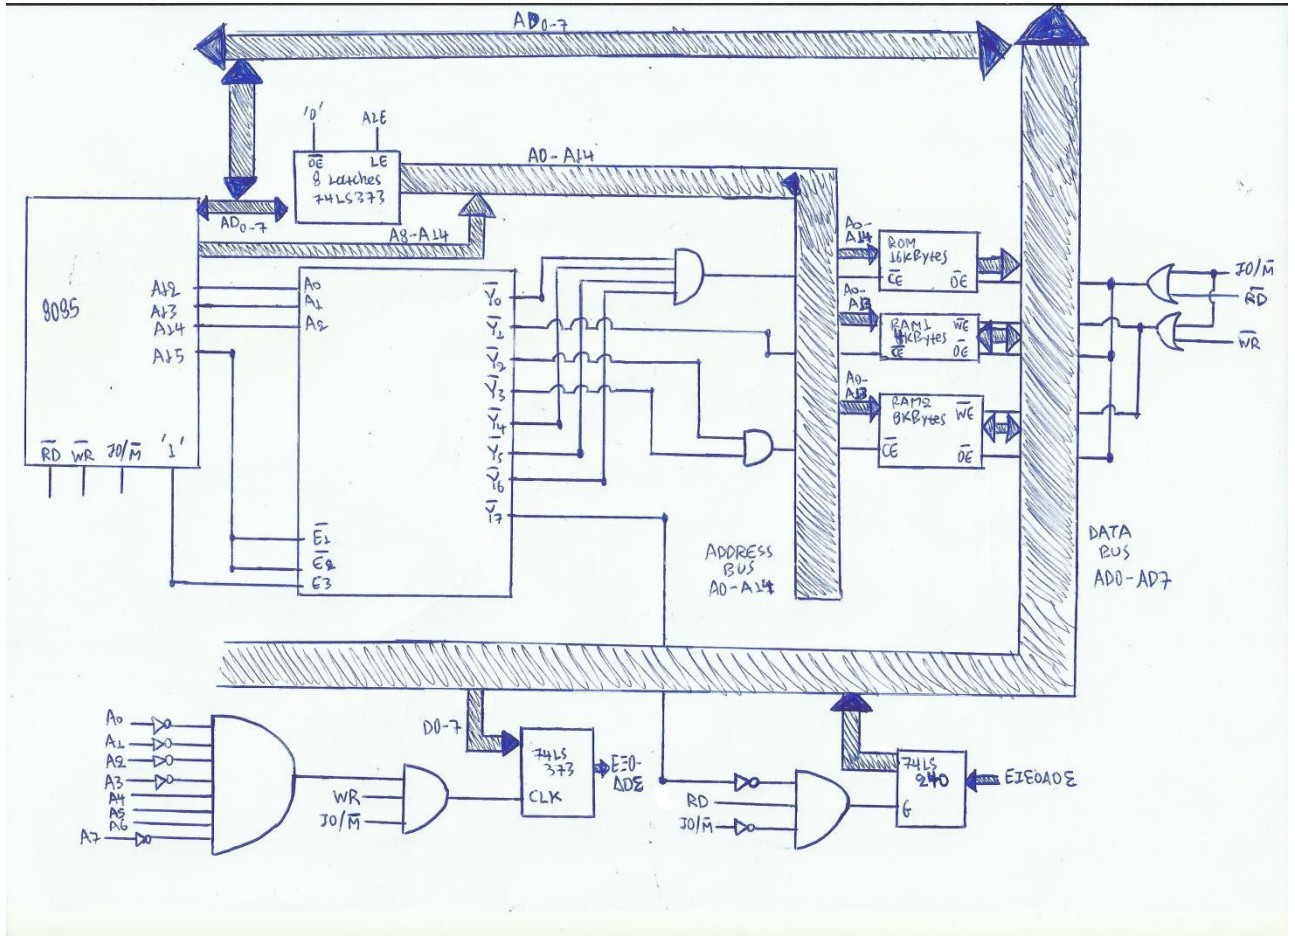 AD0-7
'0'
ALE
OE
LE
8 latches
74LS373
A0-A14
AD0-7
A8-A14
8085
A12
A13
A14
A15
RD
WR
IO/M
'1'
A0
A1
A2
E1
E2
E3
Y0
Y1
Y2
Y3
Y4
Y5
Y6
Y7
A0-
A14
ROM
16KBytes
CE
OE
A0-
A13
RAM1
4KBytes
WE
CE
OE
A0-
A13
RAM2
8KBytes
WE
CE
OE
IO/M
RD
WR
ADDRESS
BUS
A0-A14
DATA
BUS
AD0-AD7
A0
A1
A2
A3
A4
A5
A6
A7
WR
IO/M
D0-7
74LS
373
CLK
ΕΞΟ-
ΔΟΣ
RD
IO/M
74LS
240
G
ΕΙΣΟΔΟΣ